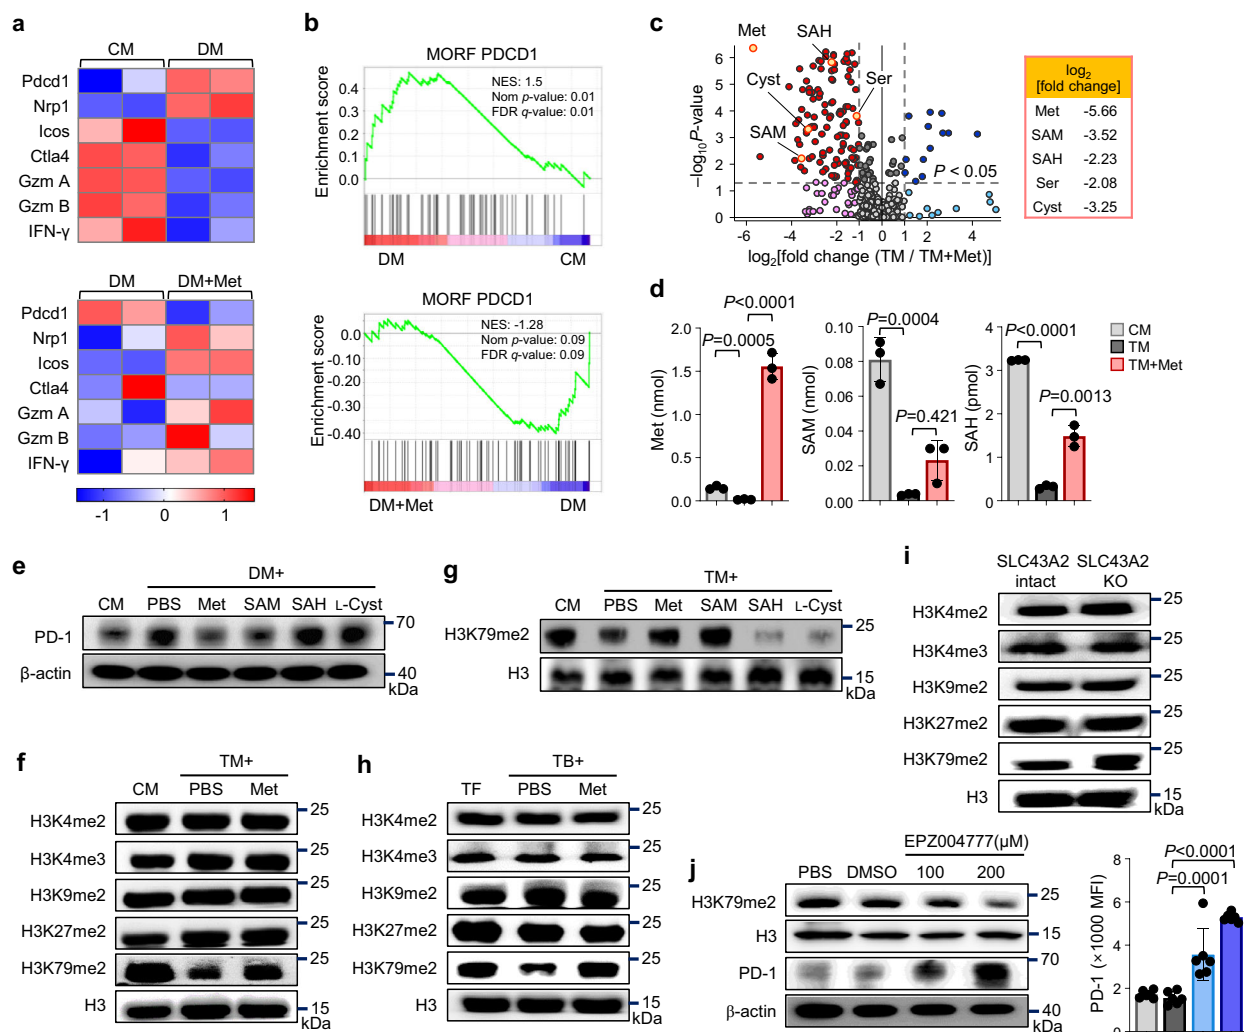 a
CM DM
Pdcd1
Nrp1
Icos
Ctla4
Gzm A
Gzm B
IFN-γ
DM DM+Met
Pdcd1
Nrp1
Icos
Ctla4
Gzm A
Gzm B
IFN-γ
-1 0 1
b
MORF PDCD1
NES: 1.5
Nom p-value: 0.01
FDR q-value: 0.01
Enrichment score
0.4
0.3
0.2
0.1
0.0
DM CM
MORF PDCD1
NES: -1.28
Nom p-value: 0.09
FDR q-value: 0.09
Enrichment score
0.0
-0.10
-0.20
-0.30
-0.40
DM+Met DM
c
Met SAH
Cyst Ser
SAM
P < 0.05
–log10P-value
6
5
4
3
2
1
0
-6 -4 -2 -1 0 1 2 4
log2[fold change (TM / TM+Met)]
log2
[fold change]
Met -5.66
SAM -3.52
SAH -2.23
Ser -2.08
Cyst -3.25
d
P<0.0001
P=0.0005
Met (nmol)
2.0
1.5
1.0
0.5
0.0
P=0.0004
P=0.421
SAM (nmol)
0.10
0.08
0.06
0.04
0.02
0.00
P<0.0001
P=0.0013
SAH (pmol)
4
3
2
1
0
CM
TM
TM+Met
e
DM+
CM PBS Met SAM SAH L-Cyst
PD-1 70
β-actin 40
kDa
g
TM+
CM PBS Met SAM SAH L-Cyst
H3K79me2 25
H3 15
kDa
i
SLC43A2 SLC43A2
intact KO
H3K4me2 25
H3K4me3 25
H3K9me2 25
H3K27me2 25
H3K79me2 25
H3 15
kDa
f
TM+
CM PBS Met
H3K4me2 25
H3K4me3 25
H3K9me2 25
H3K27me2 25
H3K79me2 25
H3 15
kDa
h
TB+
TF PBS Met
H3K4me2 25
H3K4me3 25
H3K9me2 25
H3K27me2 25
H3K79me2 25
H3 15
kDa
j
EPZ004777(μM)
PBS DMSO 100 200
H3K79me2 25
H3 15
PD-1 70
β-actin 40
kDa
P<0.0001
P=0.0001
PD-1 (×1000 MFI)
8
6
4
2
0